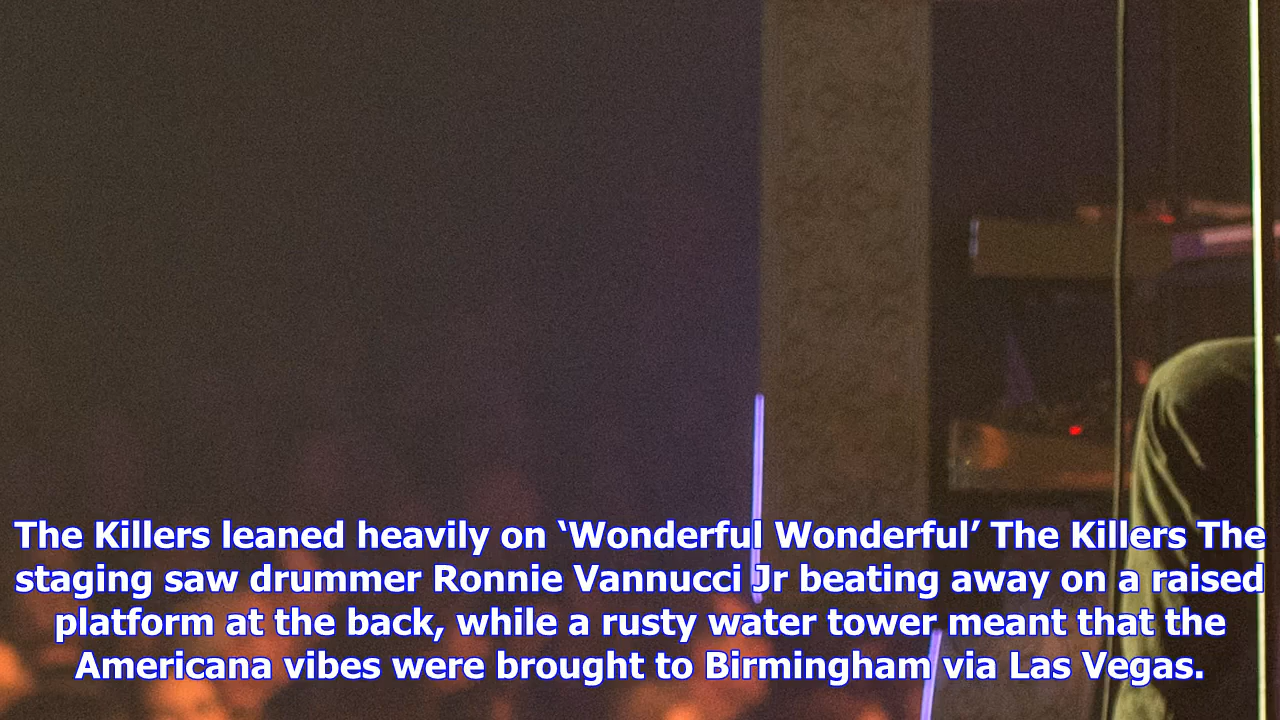 The Killers leaned heavily on ‘Wonderful Wonderful’ The Killers The
staging saw drummer Ronnie Vannucci Jr beating away on a raised
platform at the back, while a rusty water tower meant that the
Americana vibes were brought to Birmingham via Las Vegas.